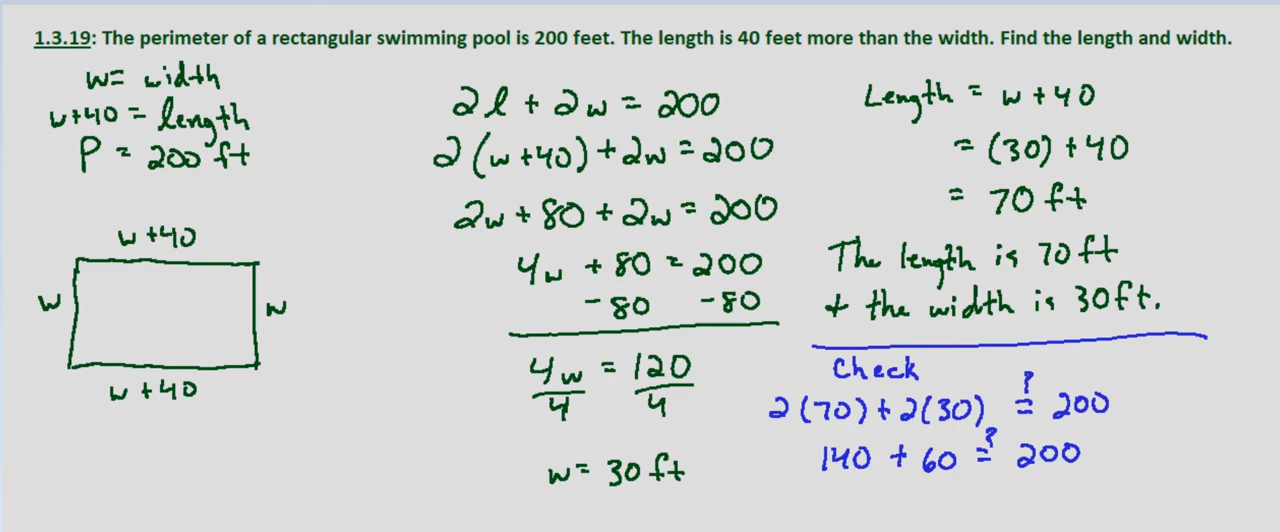 1.3.19: The perimeter of a rectangular swimming pool is 200 feet. The length is 40 feet more than the width. Find the length and width.
w = width
w+40 = length
P = 200 ft
w+40
w
w
w+40
2l + 2w = 200
2(w+40)+2w = 200
2w + 80 + 2w = 200
4w + 80 = 200
-80 -80
4w = 120
4 4
w = 30 ft
Length = w + 40
= (30) + 40
= 70 ft
The length is 70 ft
+ the width is 30ft.
Check
?
2(70) + 2(30) = 200
?
140 + 60 = 200